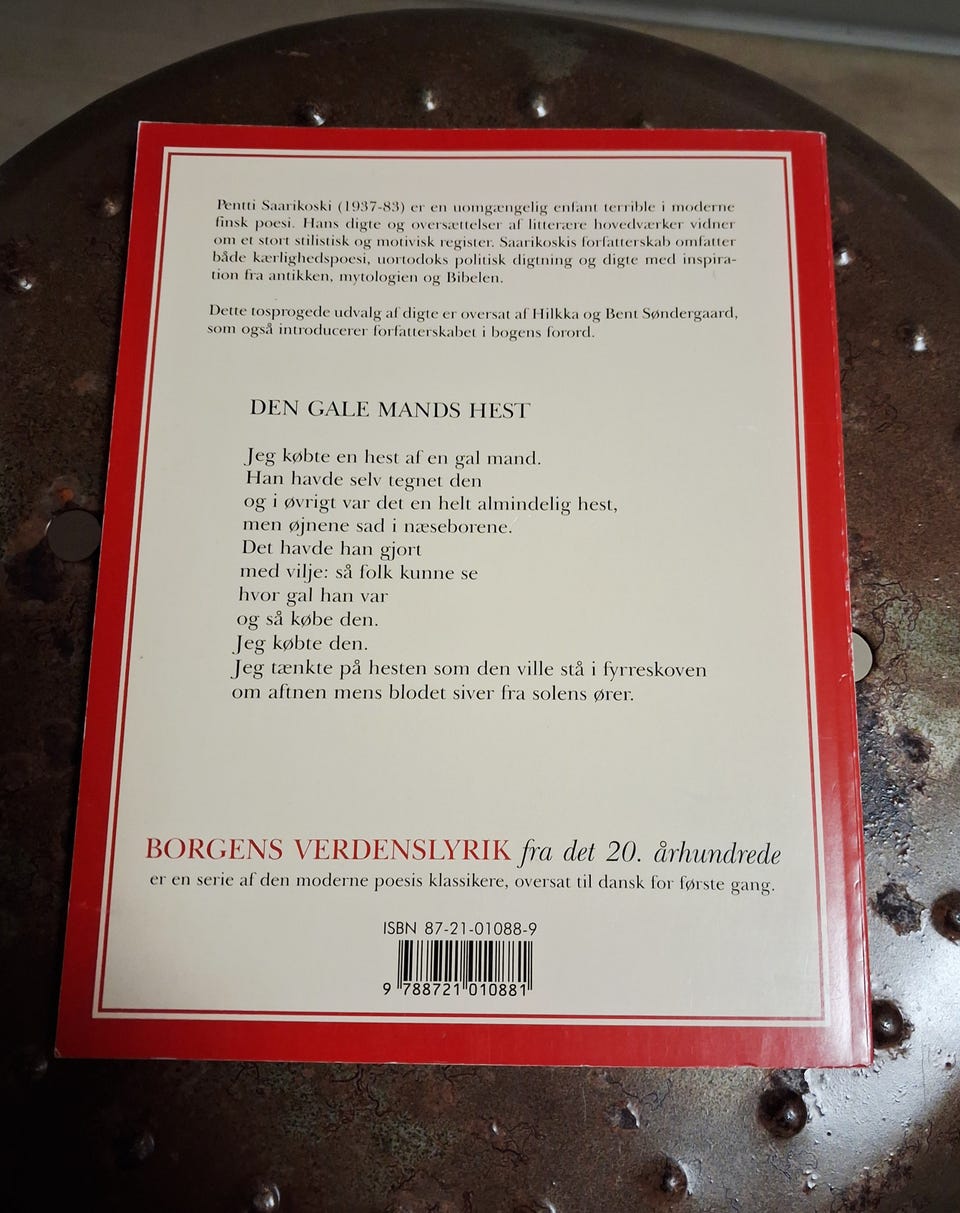 Pentti Saarikoski (1937-83) er en uomgængelig enfant terrible i moderne
finsk poesi. Hans digte og oversættelser af litterære hovedværker vidner
om et stort stilistisk og motivisk register. Saarikoskis forfatterskab omfatter
både kærlighedspoesi, uortodoks politisk digtning og digte med inspira-
tion fra antikken, mytologien og Bibelen.
Dette tosprogede udvalg af digte er oversat af Hilkka og Bent Søndergaard,
som også introducerer forfatterskabet i bogens forord.
DEN GALE MANDS HEST
Jeg købte en hest af en gal mand.
Han havde selv tegnet den
og i øvrigt var det en helt almindelig hest,
men øjnene sad i næseborene.
Det havde han gjort
med vilje: så folk kunne se
hvor gal han var
og så købe den.
Jeg købte den.
Jeg tænkte på hesten som den ville stå i fyrreskoven
om aftnen mens blodet siver fra solens ører.
BORGENS VERDENSLYRIK fra det 20. århundrede
er en serie af den moderne poesis klassikere, oversat til dansk for første gang.
ISBN 87-21-01088-9
9 788721 010881